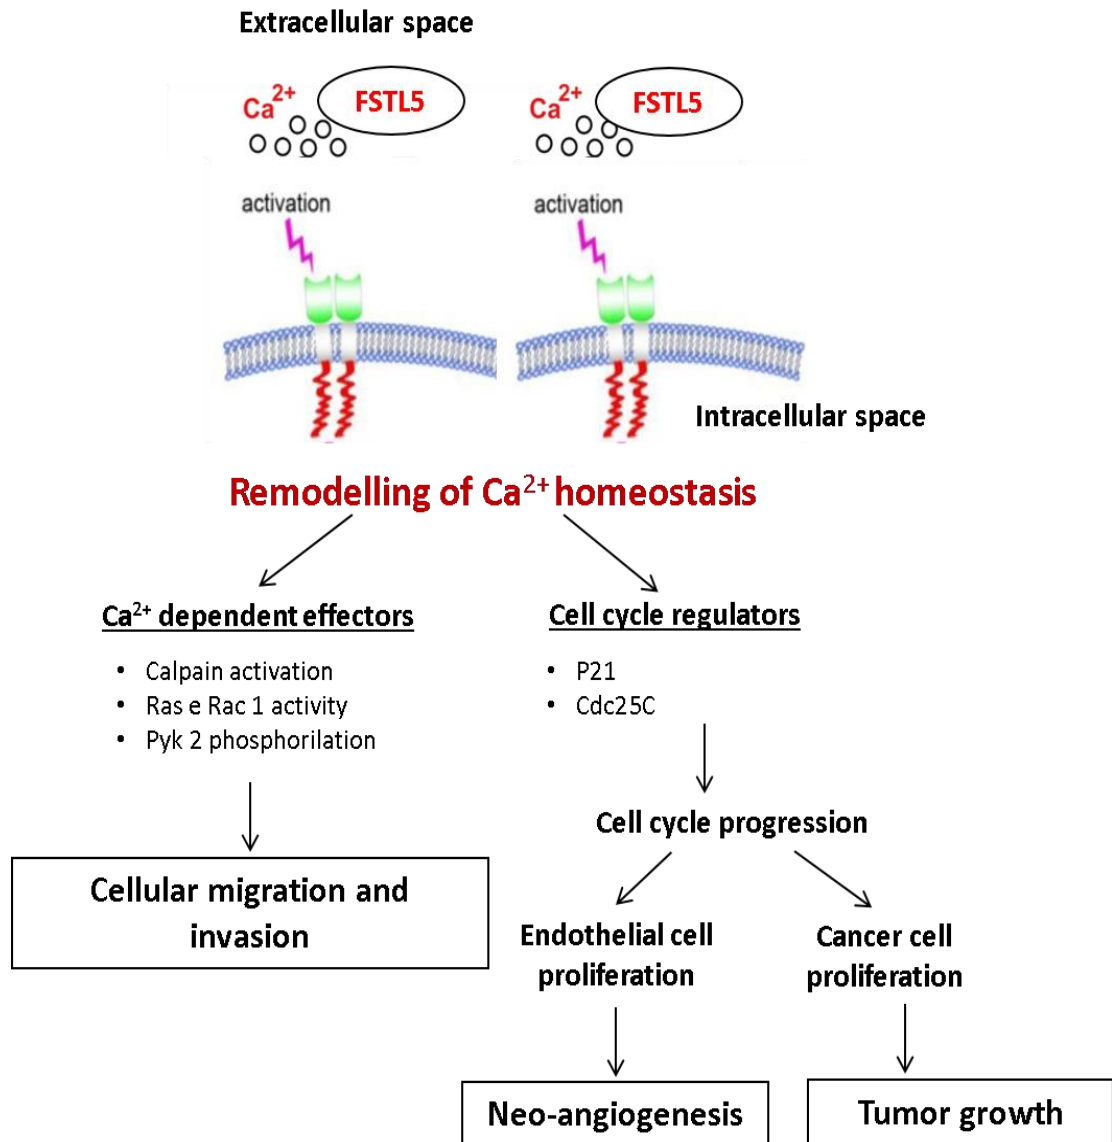 Extracellular space
Ca2+ FSTL5 Ca2+ FSTL5
activation activation
Intracellular space
Remodelling of Ca2+ homeostasis
Ca2+ dependent effectors
• Calpain activation
• Ras e Rac 1 activity
• Pyk 2 phosphorilation
Cellular migration and
invasion
Cell cycle regulators
• P21
• Cdc25C
Cell cycle progression
Endothelial cell
proliferation
Neo-angiogenesis
Cancer cell
proliferation
Tumor growth